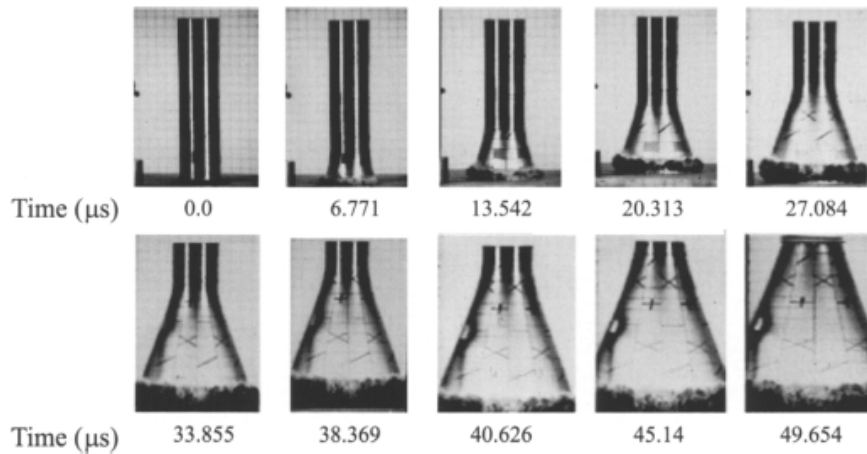 Time (μs) 0.0 6.771 13.542 20.313 27.084
Time (μs) 33.855 38.369 40.626 45.14 49.654